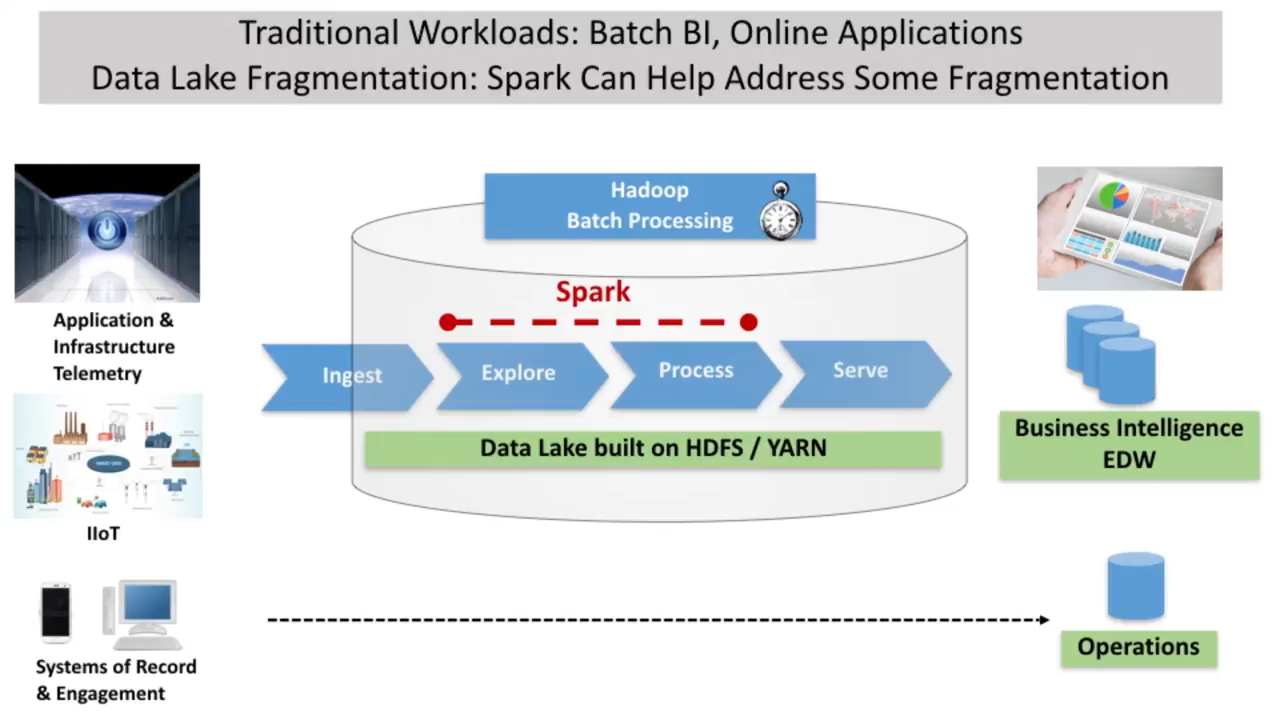 Traditional Workloads: Batch BI, Online Applications
Data Lake Fragmentation: Spark Can Help Address Some Fragmentation
Hadoop
Batch Processing
Spark
Application &
Infrastructure
Telemetry
Ingest
Explore
Process
Serve
Data Lake built on HDFS / YARN
Business Intelligence
EDW
IIoT
Operations
Systems of Record
& Engagement